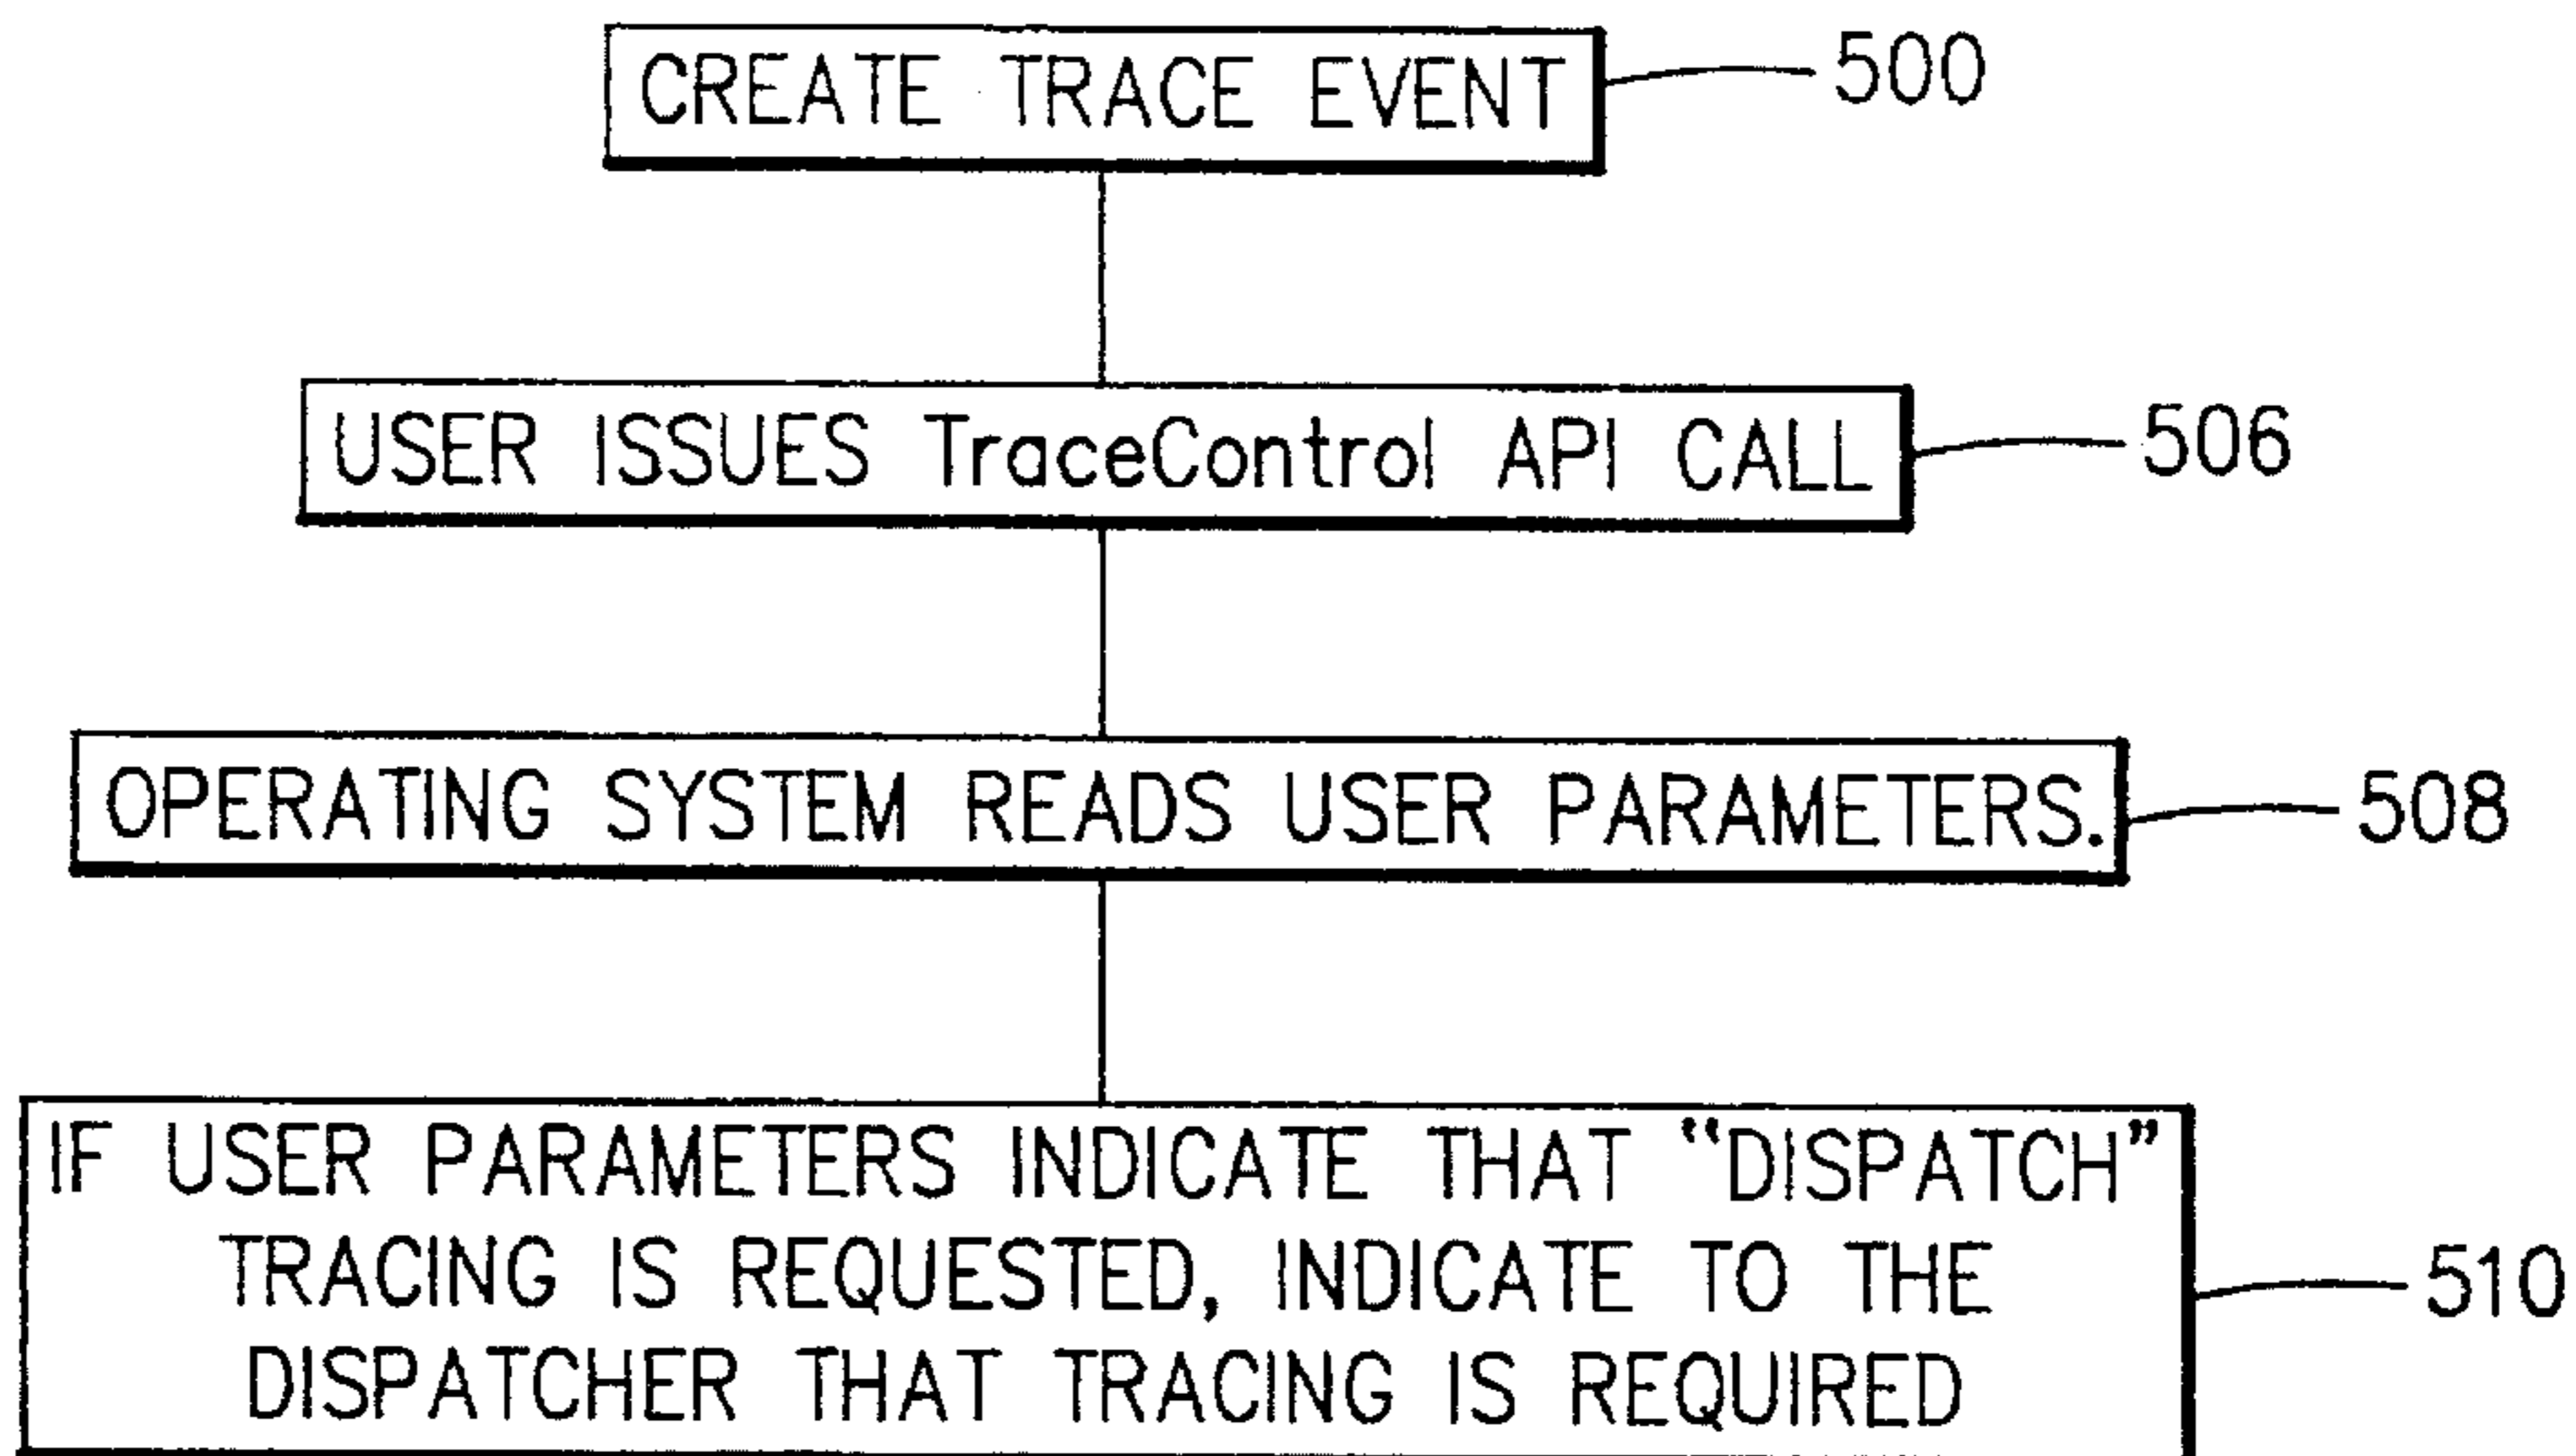 CREATE TRACE EVENT
500
USER ISSUES TraceControl API CALL
506
OPERATING SYSTEM READS USER PARAMETERS.
508
IF USER PARAMETERS INDICATE THAT “DISPATCH”
TRACING IS REQUESTED, INDICATE TO THE
DISPATCHER THAT TRACING IS REQUIRED
510